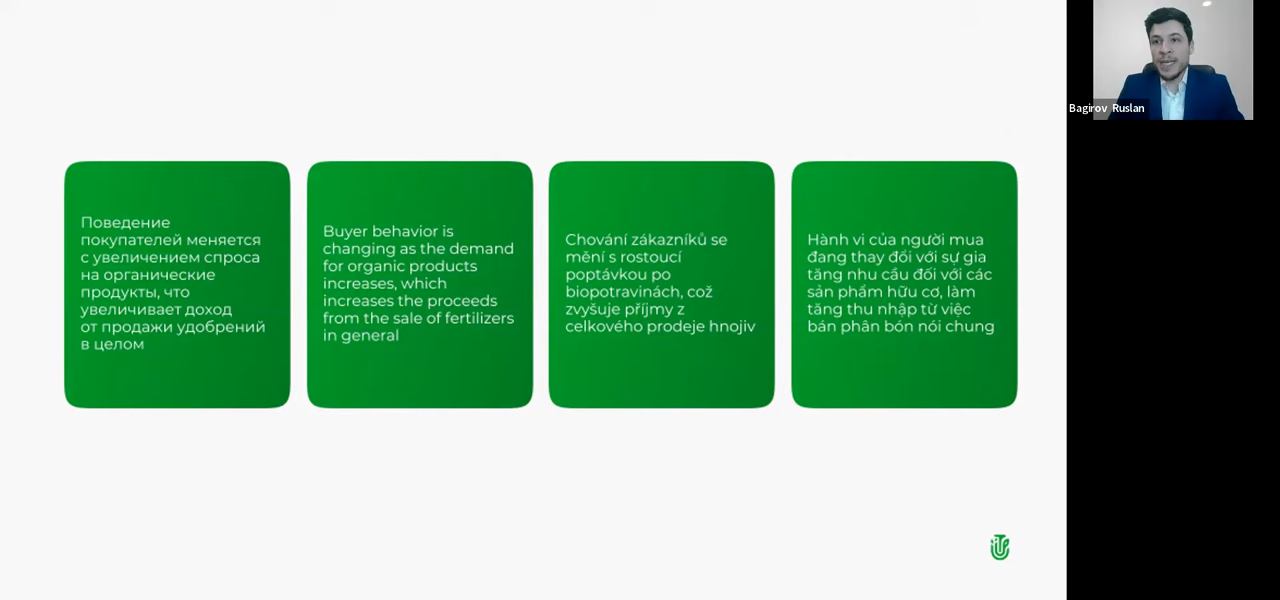 Поведение
покупателей меняется
с увеличением спроса
на органические
продукты, что
увеличивает доход
от продажи удобрений
в целом
Buyer behavior is
changing as the demand
for organic products
increases, which
increases the proceeds
from the sale of fertilizers
in general
Chování zákazníků se
mění s rostoucí
poptávkou po
biopotravinách, což
zvyšuje příjmy z
celkového prodeje hnojiv
Hành vi của người mua
đang thay đổi với sự gia
tăng nhu cầu đối với các
sản phẩm hữu cơ, làm
tăng thu nhập từ việc
bán phân bón nói chung
Bagirov Ruslan